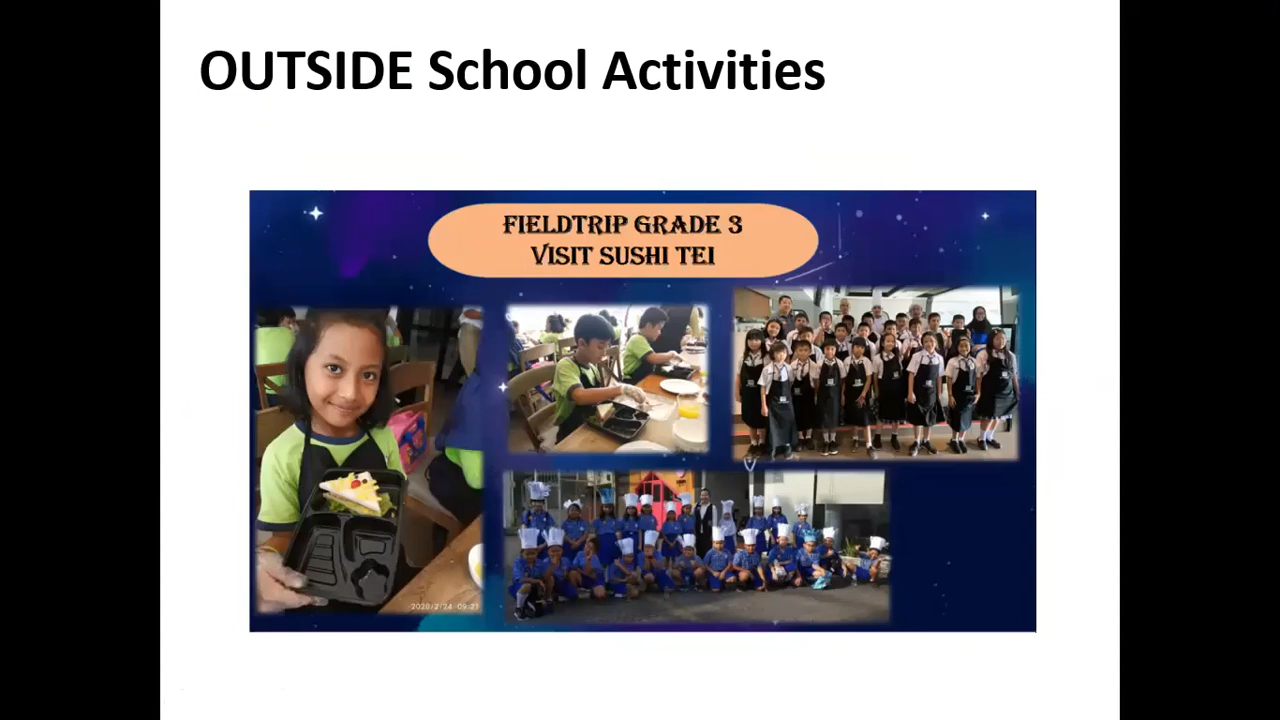 OUTSIDE School Activities
FIELDTRIP GRADE 3
VISIT SUSHI TEI
2020/2/24 09:21